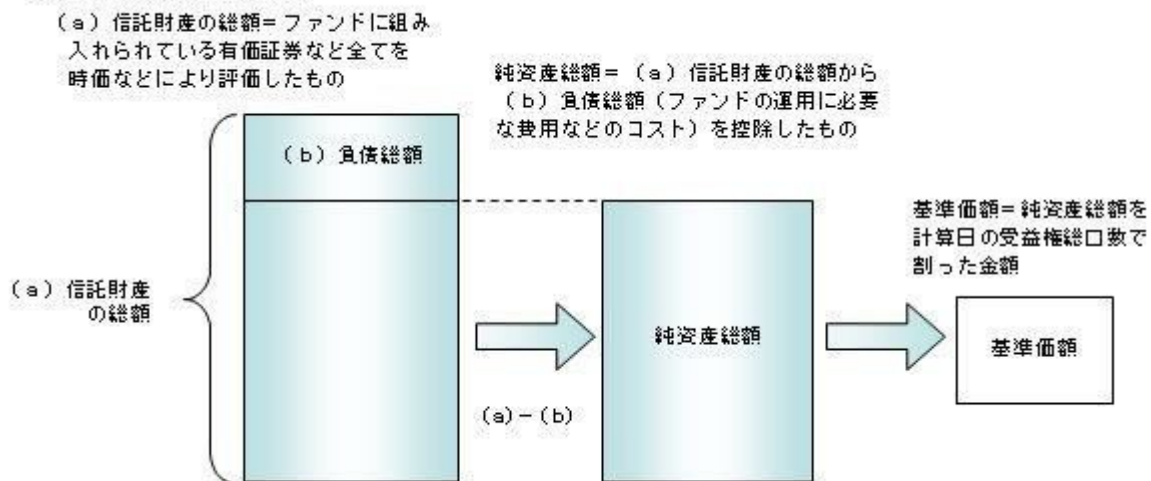 （a）信託財産の総額＝ファンドに組み
入れられている有価証券など全てを
時価などにより評価したもの
純資産総額＝（a）信託財産の総額から
（b）負債総額（ファンドの運用に必要
な費用などのコスト）を控除したもの
（b）負債総額
基準価額＝純資産総額を
計算日の受益権総口数で
割った金額
（a）信託財産
の総額
純資産総額
基準価額
(a)－(b)